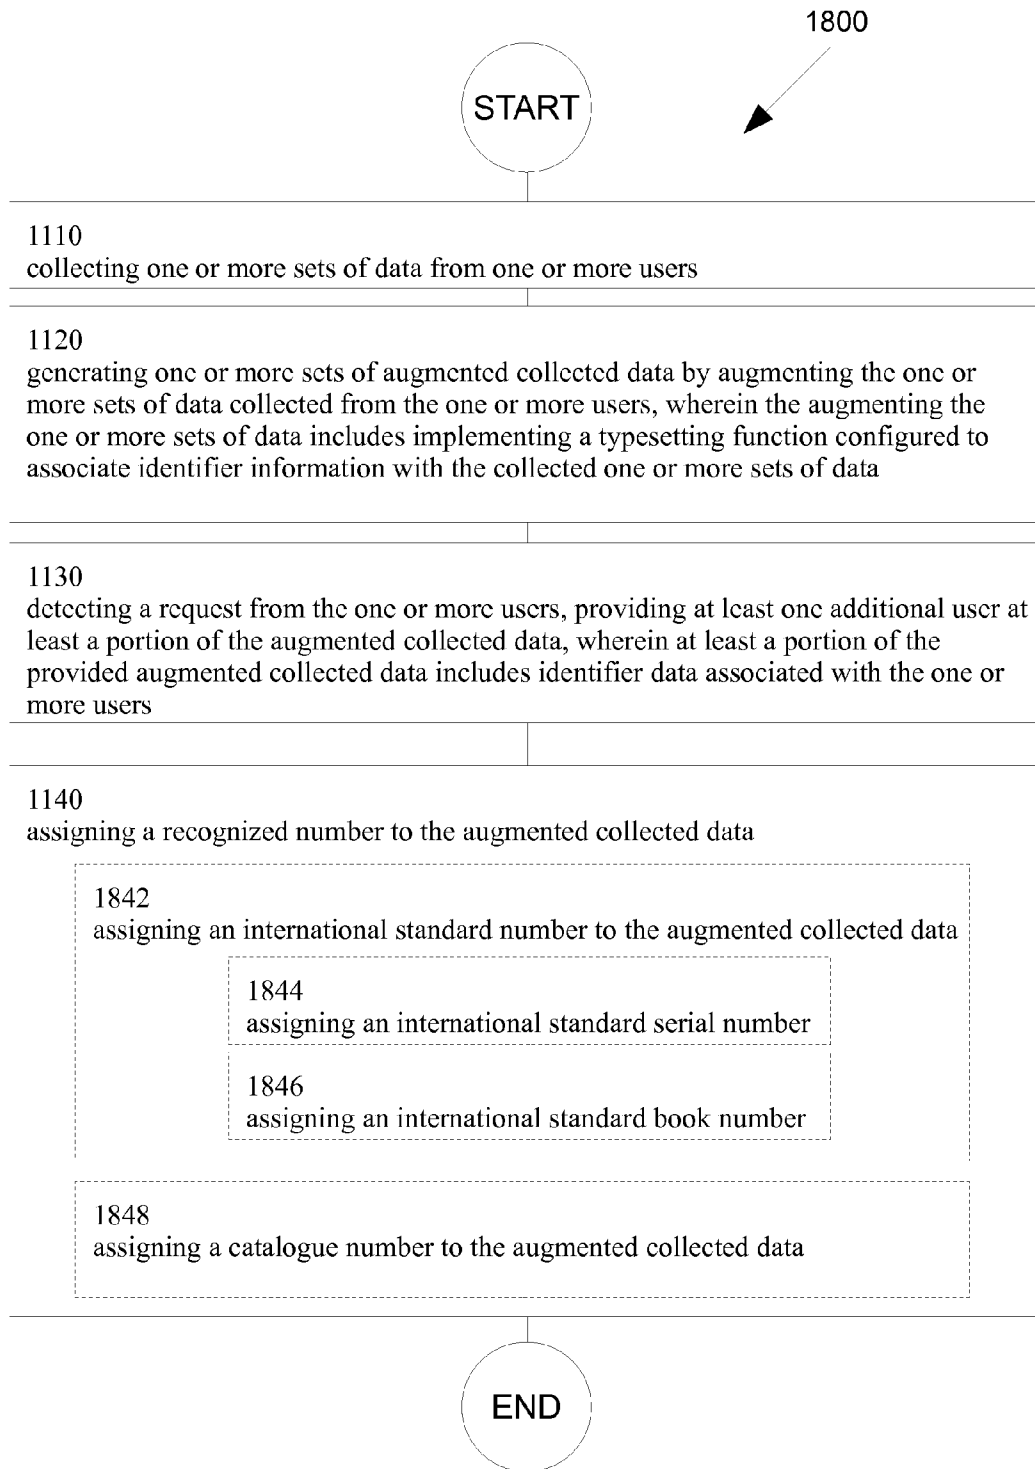 1800
START
1110
collecting one or more sets of data from one or more users
1120
generating one or more sets of augmented collected data by augmenting the one or
more sets of data collected from the one or more users, wherein the augmenting the
one or more sets of data includes implementing a typesetting function configured to
associate identifier information with the collected one or more sets of data
1130
detecting a request from the one or more users, providing at least one additional user at
least a portion of the augmented collected data, wherein at least a portion of the
provided augmented collected data includes identifier data associated with the one or
more users
1140
assigning a recognized number to the augmented collected data
1842
assigning an international standard number to the augmented collected data
1844
assigning an international standard serial number
1846
assigning an international standard book number
1848
assigning a catalogue number to the augmented collected data
END